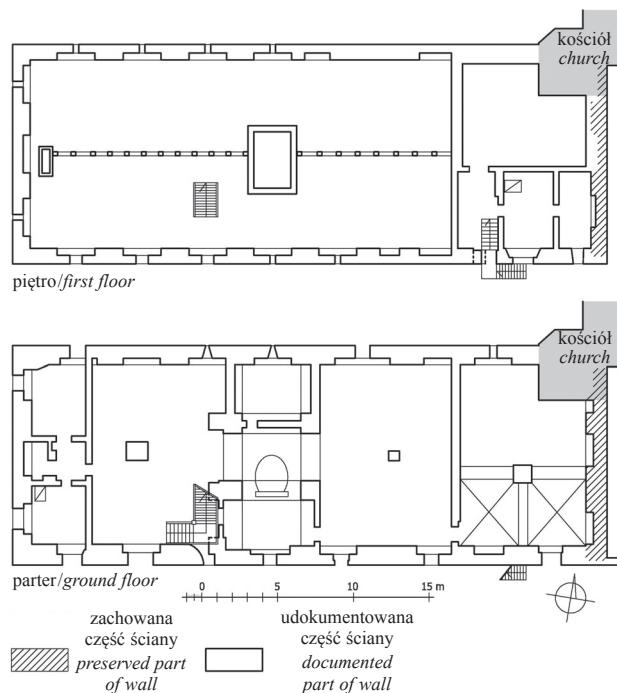 kościół
church
piętro/first floor
kościół
church
parter/ground floor
0 5 10 15 m
zachowana
część ściany
preserved part
of wall
udokumentowana
część ściany
documented
part of wall